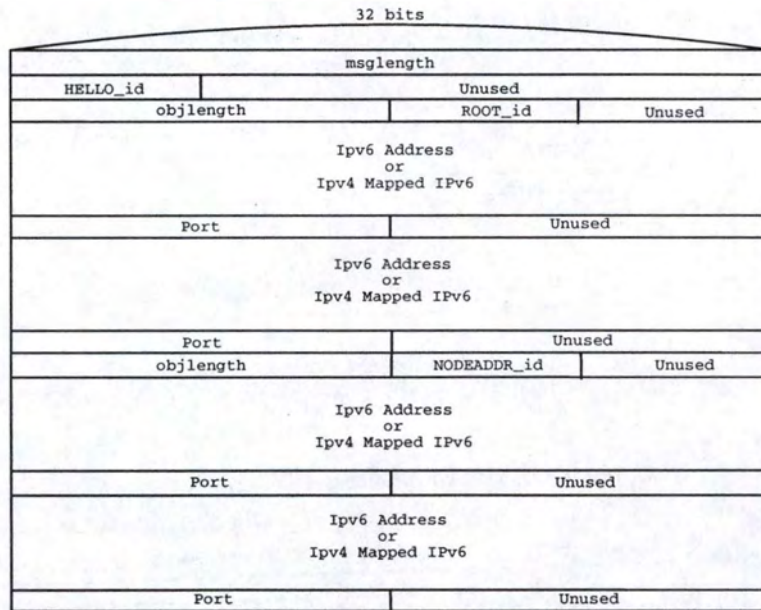 32 bits
msglength
HELLO_id Unused
objlength ROOT_id Unused
Ipv6 Address
or
Ipv4 Mapped IPv6
Port Unused
Ipv6 Address
or
Ipv4 Mapped IPv6
Port Unused
objlength NODEADDR_id Unused
Ipv6 Address
or
Ipv4 Mapped IPv6
Port Unused
Ipv6 Address
or
Ipv4 Mapped IPv6
Port Unused